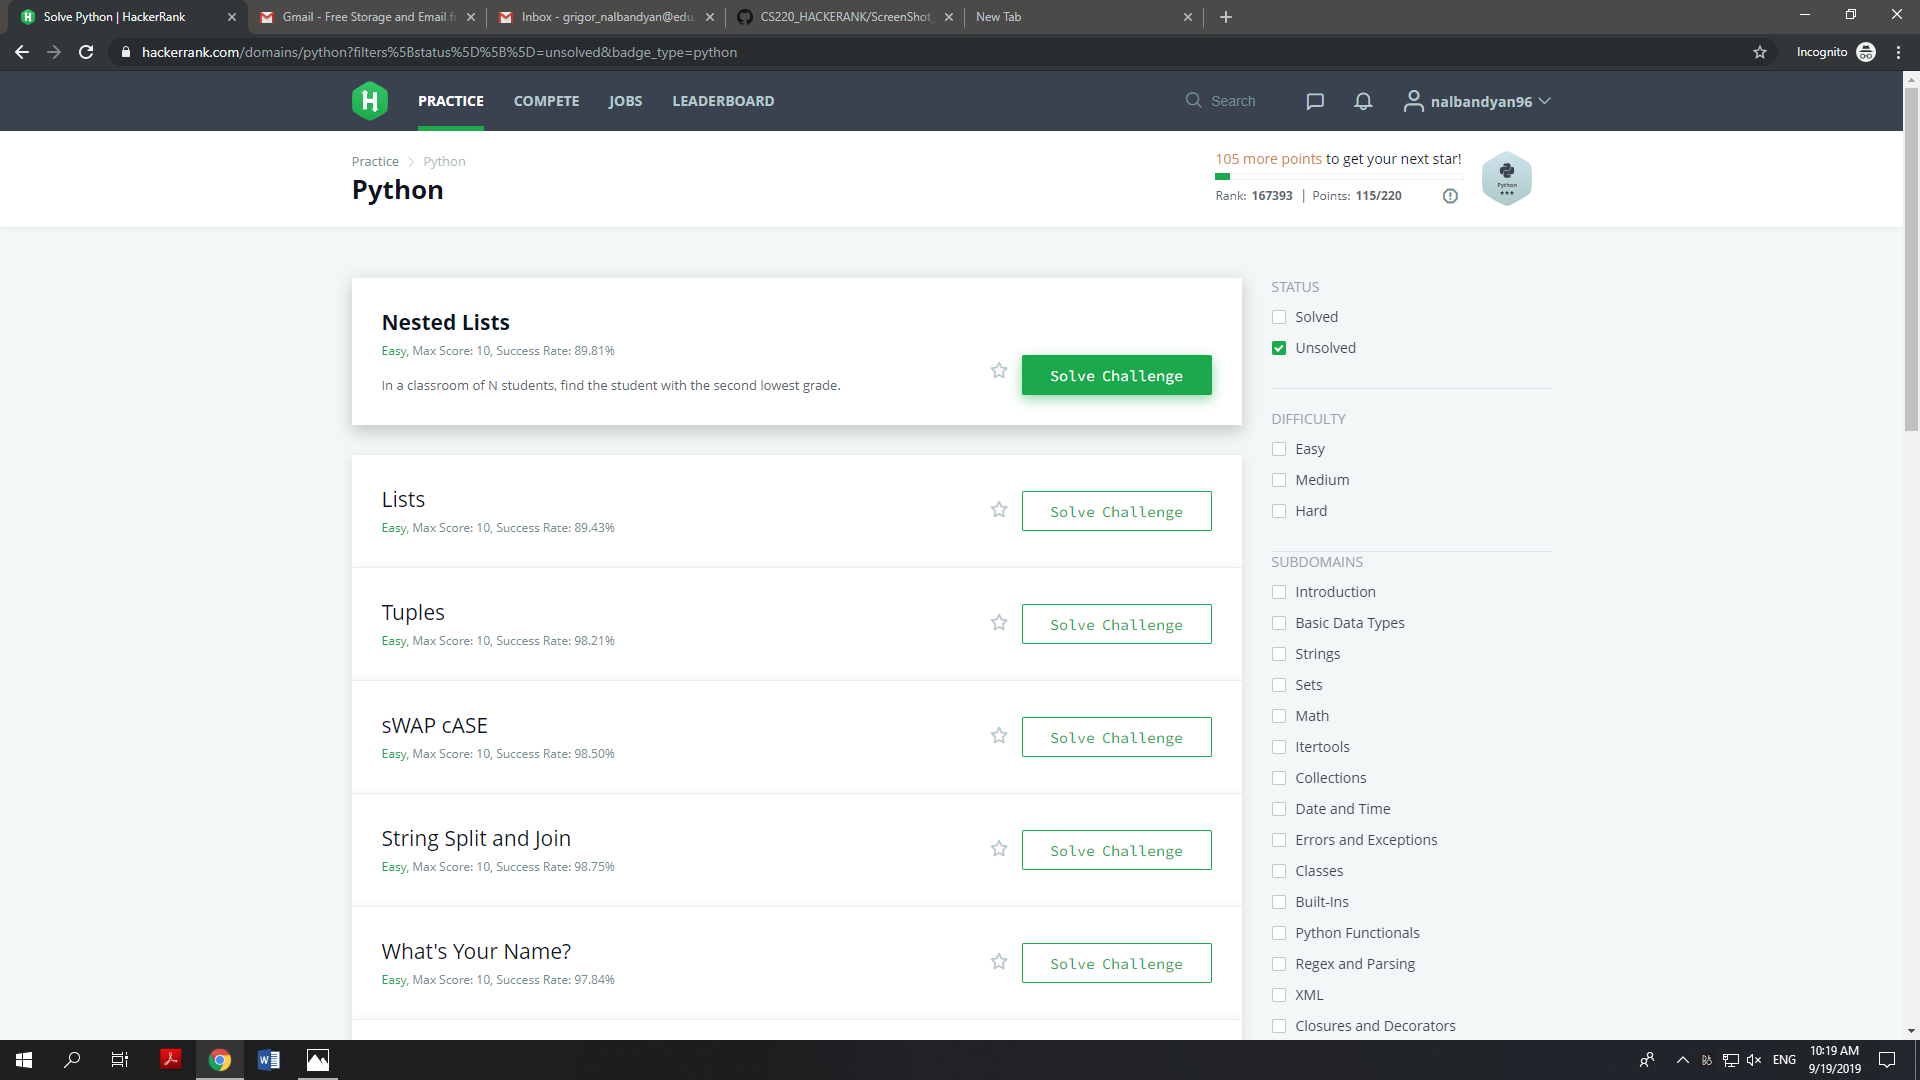 Solve Python | HackerRank
Gmail - Free Storage and Email fr
Inbox - grigor_nalbandyan@edu.
CS220_HACKERANK/ScreenShot_
New Tab
hackerrank.com/domains/python?filters%5Bstatus%5D%5B%5D=unsolved&badge_type=python
Incognito
H PRACTICE COMPETE JOBS LEADERBOARD Search nalbandyan96
Practice Python
Python
105 more points to get your next star!
Rank: 167393 | Points: 115/220
Python
Nested Lists
Easy, Max Score: 10, Success Rate: 89.81%
In a classroom of N students, find the student with the second lowest grade.
Solve Challenge
Lists
Easy, Max Score: 10, Success Rate: 89.43%
Solve Challenge
Tuples
Easy, Max Score: 10, Success Rate: 98.21%
Solve Challenge
sWAP cASE
Easy, Max Score: 10, Success Rate: 98.50%
Solve Challenge
String Split and Join
Easy, Max Score: 10, Success Rate: 98.75%
Solve Challenge
What's Your Name?
Easy, Max Score: 10, Success Rate: 97.84%
Solve Challenge
STATUS
Solved
Unsolved
DIFFICULTY
Easy
Medium
Hard
SUBDOMAINS
Introduction
Basic Data Types
Strings
Sets
Math
Itertools
Collections
Date and Time
Errors and Exceptions
Classes
Built-Ins
Python Functionals
Regex and Parsing
XML
Closures and Decorators
ENG
10:19 AM
9/19/2019